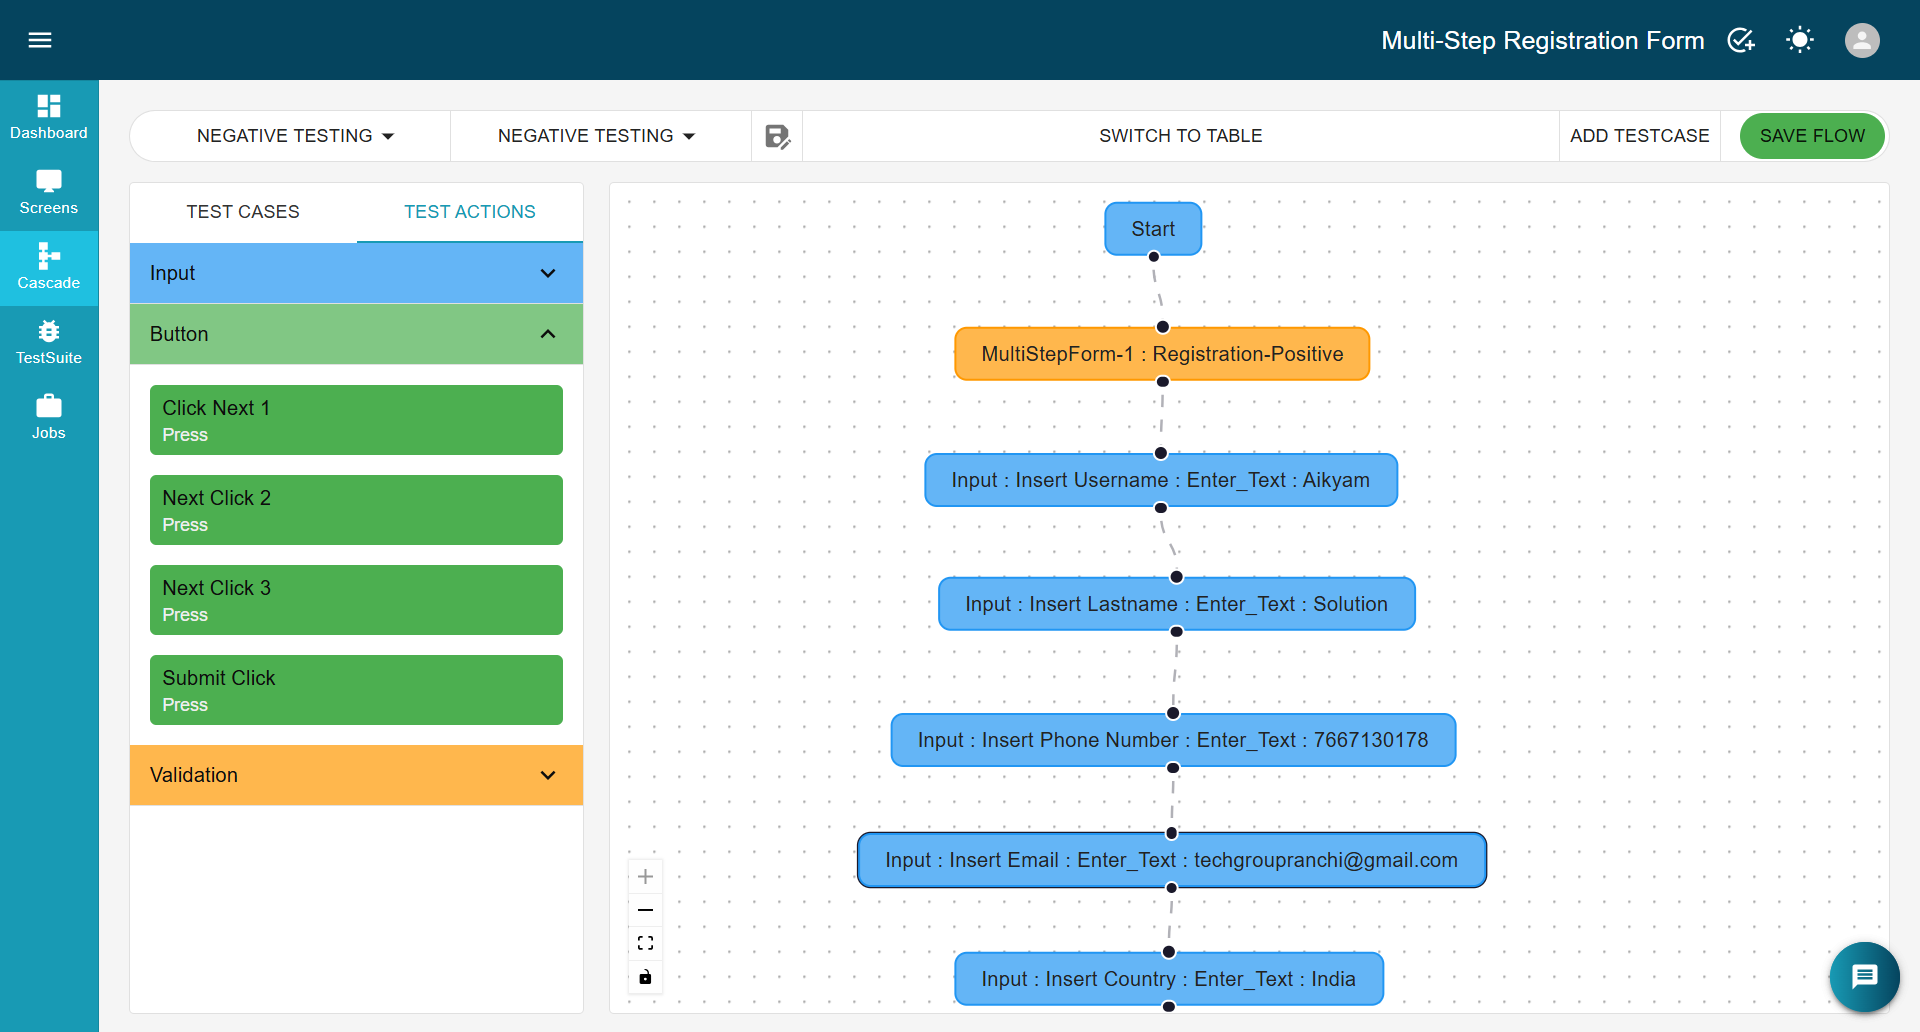 Multi-Step Registration Form
Dashboard
Screens
Cascade
TestSuite
Jobs
NEGATIVE TESTING
NEGATIVE TESTING
SWITCH TO TABLE
ADD TESTCASE
SAVE FLOW
TEST CASES
TEST ACTIONS
Input
Button
Click Next 1
Press
Next Click 2
Press
Next Click 3
Press
Submit Click
Press
Validation
Start
MultiStepForm-1 : Registration-Positive
Input : Insert Username : Enter_Text : Aikyam
Input : Insert Lastname : Enter_Text : Solution
Input : Insert Phone Number : Enter_Text : 7667130178
Input : Insert Email : Enter_Text : techgroupranchi@gmail.com
Input : Insert Country : Enter_Text : India